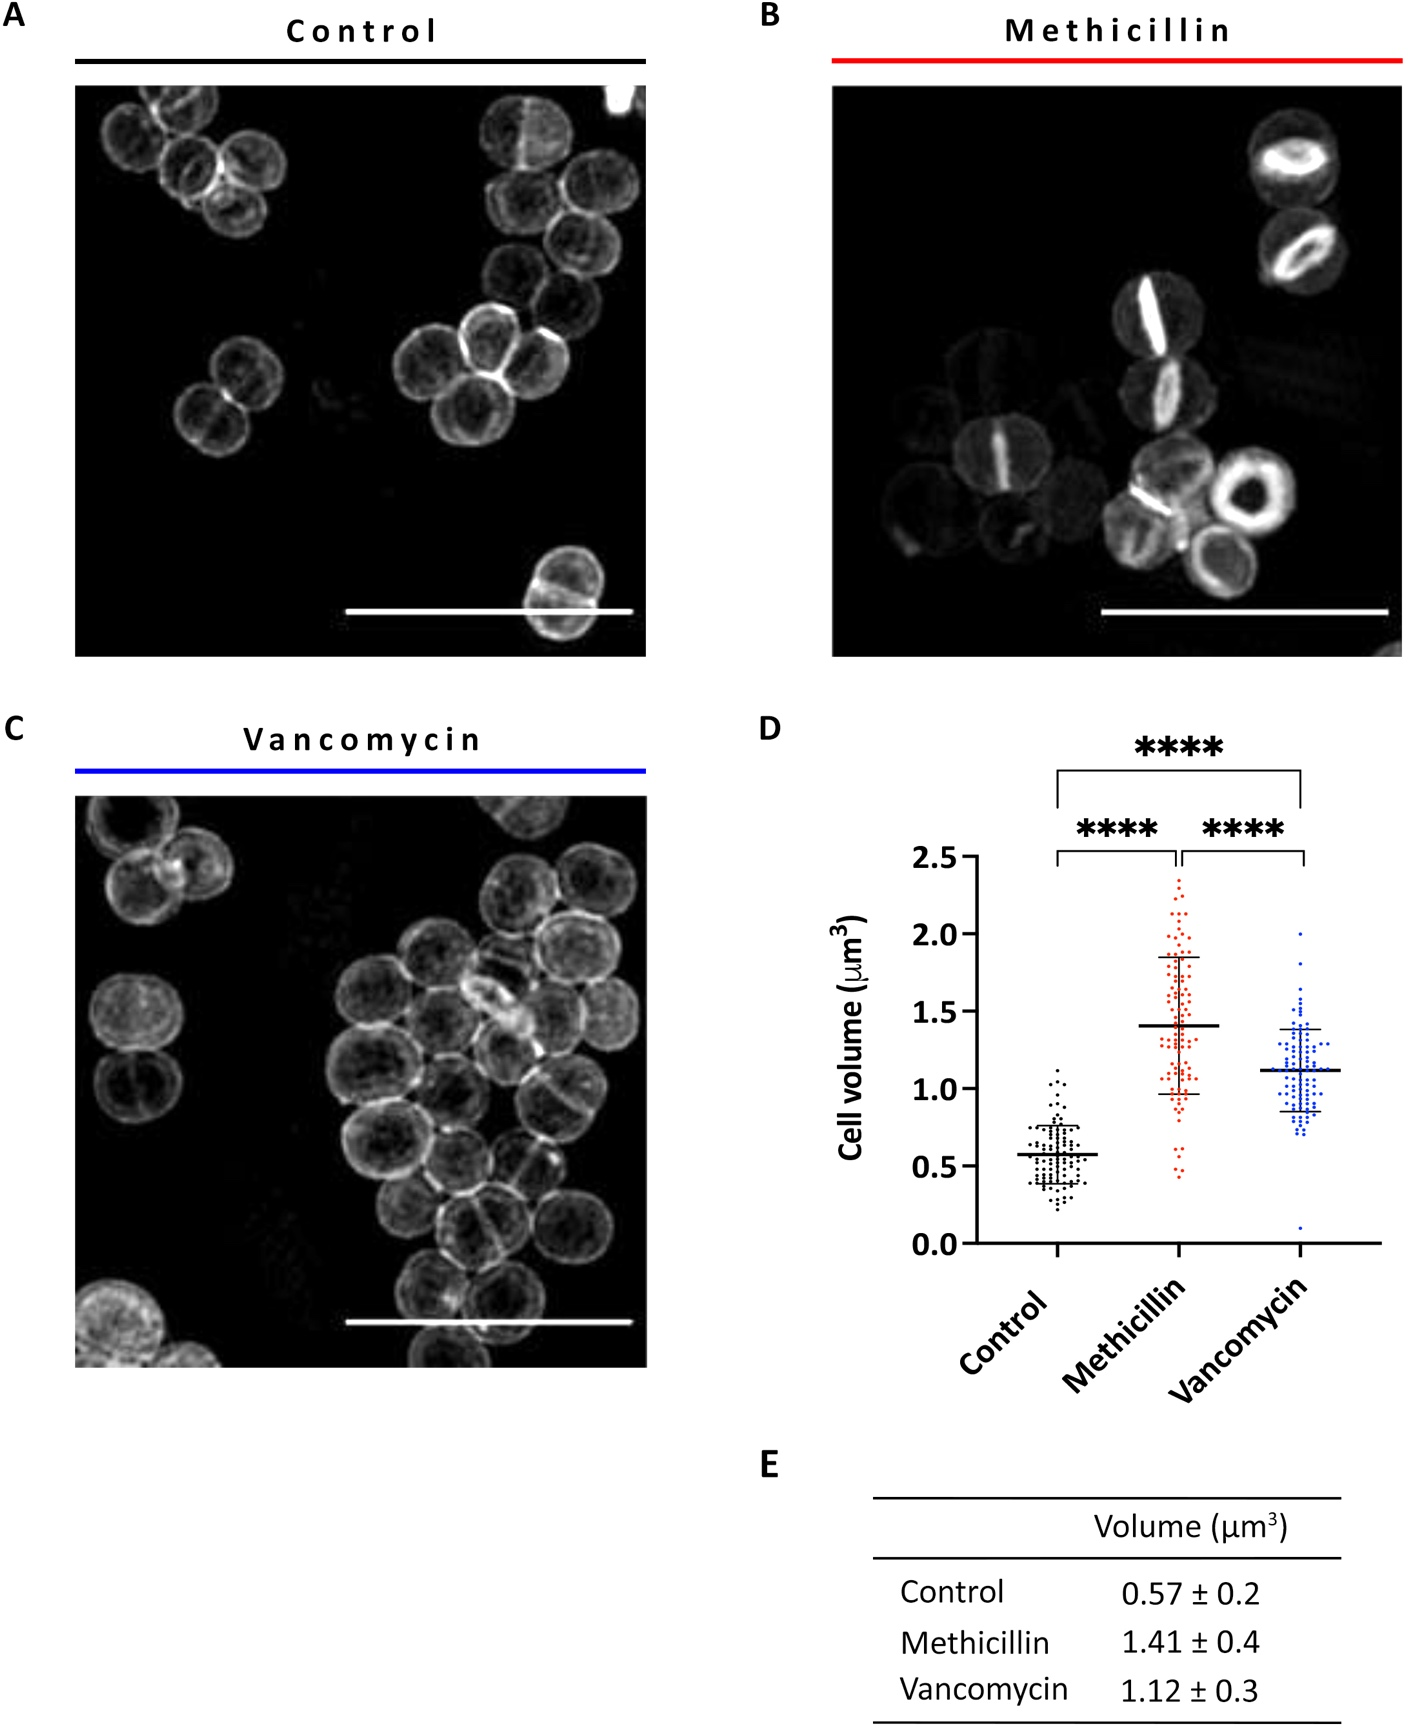 A
Control
B
Methicillin
C
Vancomycin
D
****
**** ****
2.5
2.0
1.5
1.0
0.5
0.0
Cell volume (μm³)
Control
Methicillin
Vancomycin
E
Volume (μm³)
Control 0.57 ± 0.2
Methicillin 1.41 ± 0.4
Vancomycin 1.12 ± 0.3